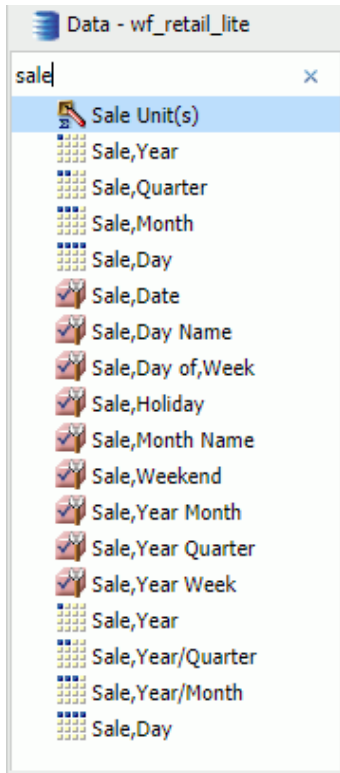 Data - wf_retail_lite
sale
Sale Unit(s)
Sale,Year
Sale,Quarter
Sale,Month
Sale,Day
Sale,Date
Sale,Day Name
Sale,Day of,Week
Sale,Holiday
Sale,Month Name
Sale,Weekend
Sale,Year Month
Sale,Year Quarter
Sale,Year Week
Sale,Year
Sale,Year/Quarter
Sale,Year/Month
Sale,Day